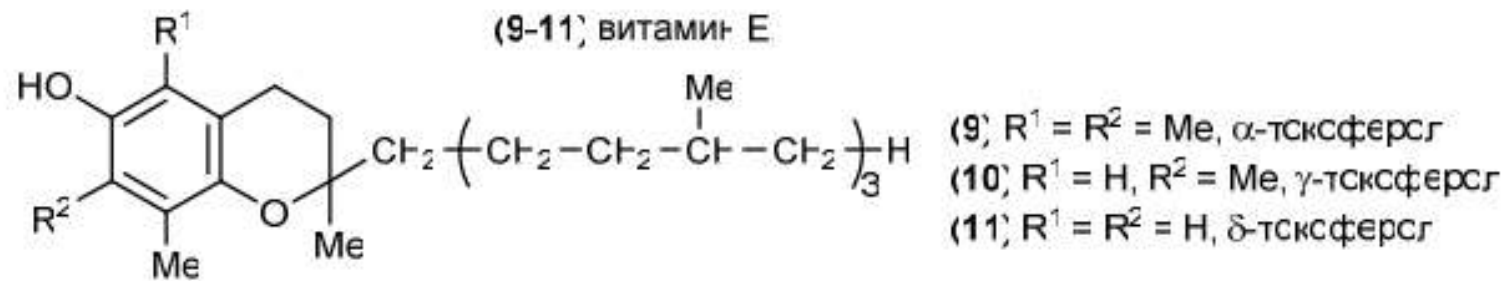 (9-11) витамин E
R¹
HO
R²
Me
O
Me
CH₂-(CH₂-CH₂-CH-CH₂)₃-H
Me
(9) R¹ = R² = Me, α-токоферол
(10) R¹ = H, R² = Me, γ-токоферол
(11) R¹ = R² = H, δ-токоферол